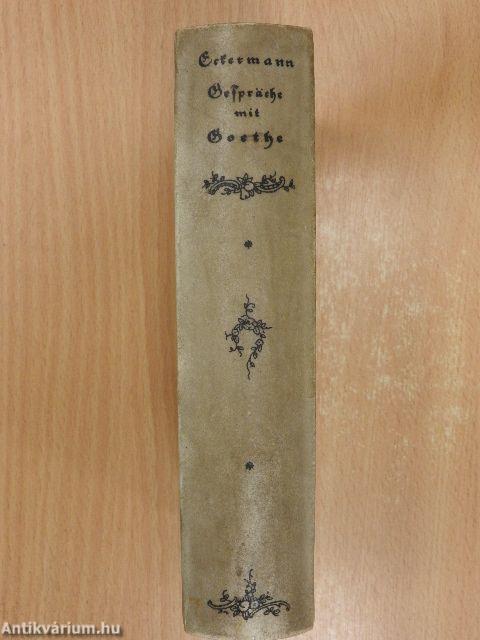 Eckermann
Gespräche
mit
Goethe
*
*
Antikvárium.hu